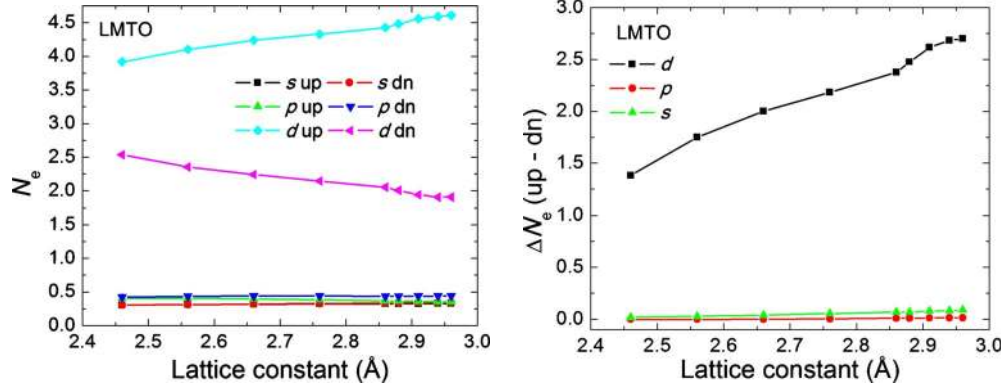 LMTO
4.5
4.0
3.5
3.0
2.5
2.0
1.5
1.0
0.5
0.0
N_e
s up
s dn
p up
p dn
d up
d dn
2.4 2.5 2.6 2.7 2.8 2.9 3.0
Lattice constant (Å)
LMTO
d
p
s
3.0
2.5
2.0
1.5
1.0
0.5
0.0
ΔN_e (up - dn)
2.4 2.5 2.6 2.7 2.8 2.9 3.0
Lattice constant (Å)